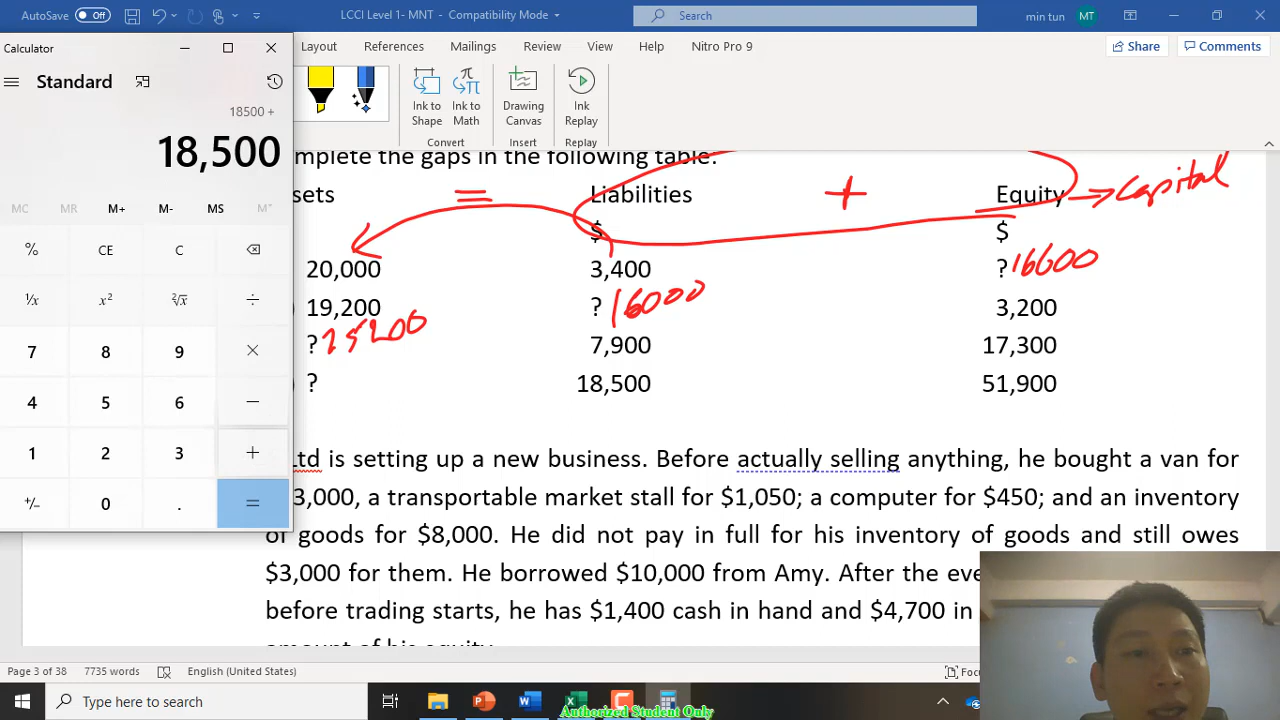 AutoSave Off LCCI Level 1- MNT - Compatibility Mode Search min tun MT
Calculator Layout References Mailings Review View Help Nitro Pro 9 Share Comments
Standard
18500 +
18,500
Ink to Shape Ink to Math Drawing Canvas Ink Replay
Convert Insert Replay
MC MR M+ M- MS M˅
% CE C
¹/x x² ²√x ÷
7 8 9 ×
4 5 6 −
1 2 3 +
+/− 0 . =
mplete the gaps in the following table:
sets = Liabilities + Equity → Capital
$ $
20,000 3,400 ? 16600
19,200 ? 16000 3,200
? 25200 7,900 17,300
? 18,500 51,900
Ltd is setting up a new business. Before actually selling anything, he bought a van for
3,000, a transportable market stall for $1,050; a computer for $450; and an inventory
of goods for $8,000. He did not pay in full for his inventory of goods and still owes
$3,000 for them. He borrowed $10,000 from Amy. After the eve
before trading starts, he has $1,400 cash in hand and $4,700 in
amount of his equity.
Page 3 of 38 7735 words English (United States) Focu
Type here to search
Authorized Student Only